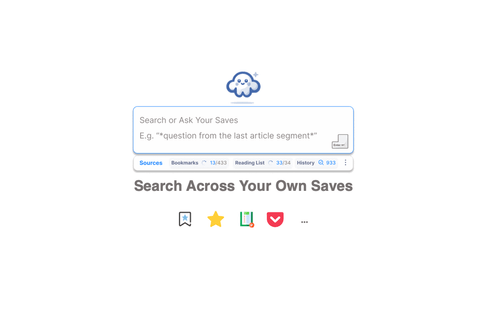 Search or Ask Your Saves
E.g. "*question from the last article segment*"
Sources Bookmarks 13/433 Reading List 33/34 History 933
Search Across Your Own Saves
...